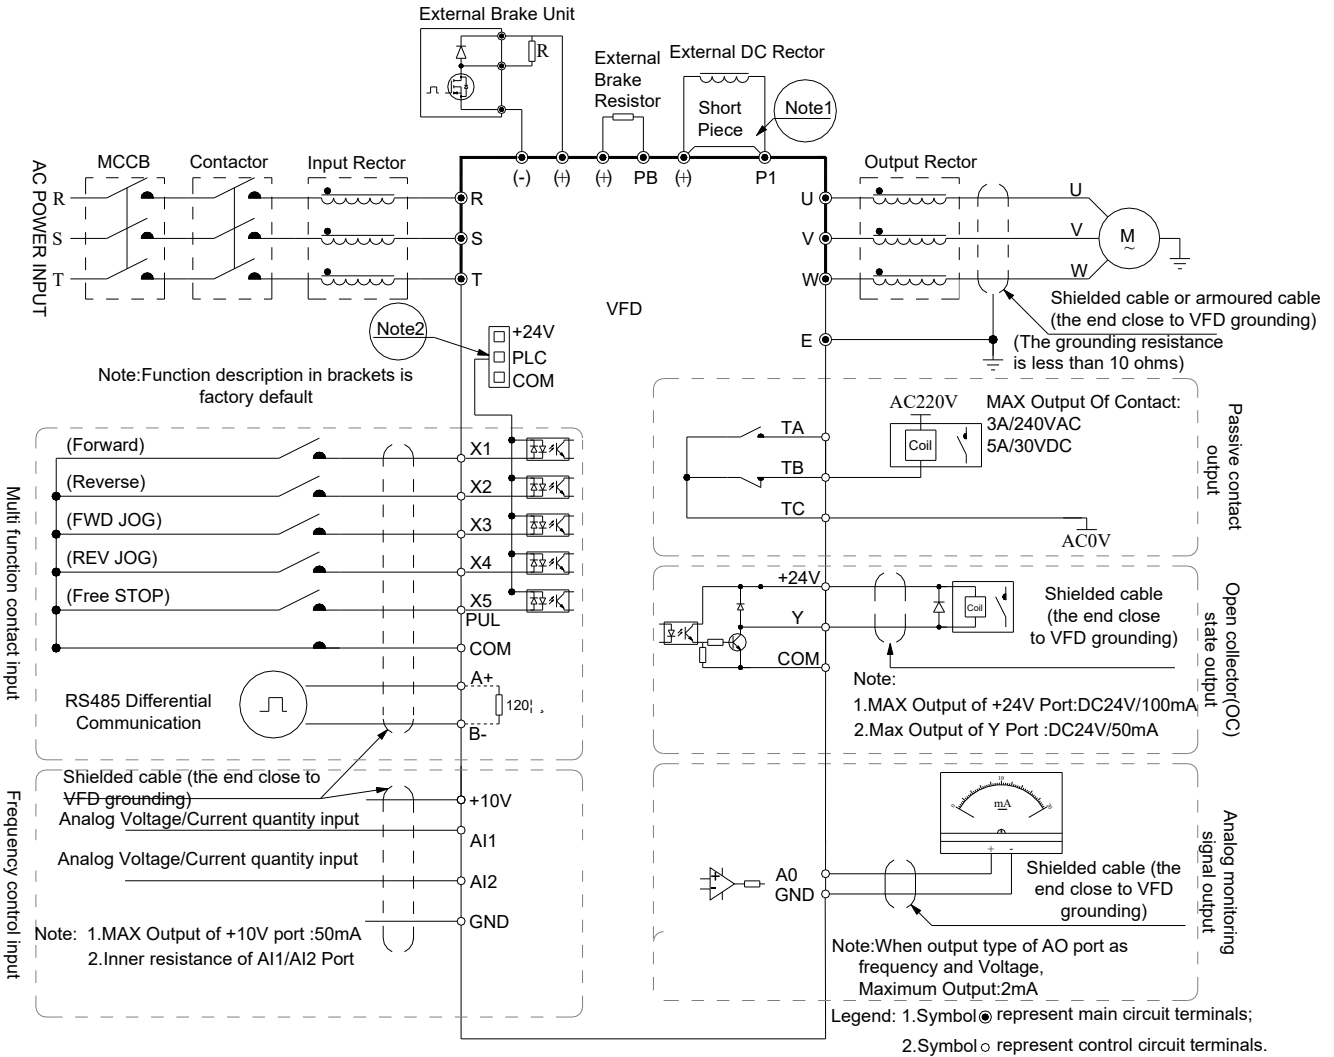 External Brake Unit
R
External
Brake
Resistor
External DC Rector
Short
Piece
Note1
AC POWER INPUT
MCCB
Contactor
Input Rector
(-)
(+)
(+)
PB
(+)
P1
Output Rector
R
R
U
U
S
S
V
V
M
~
T
T
W
W
VFD
Shielded cable or armoured cable
(the end close to VFD grounding)
E
(The grounding resistance
is less than 10 ohms)
Note2
+24V
PLC
COM
Note:Function description in brackets is
factory default
Multi function contact input
(Forward)
X1
(Reverse)
X2
(FWD JOG)
X3
(REV JOG)
X4
(Free STOP)
X5
PUL
COM
RS485 Differential
Communication
A+
120
B-
Shielded cable (the end close to
VFD grounding)
Frequency control input
+10V
Analog Voltage/Current quantity input
AI1
Analog Voltage/Current quantity input
AI2
GND
Note: 1.MAX Output of +10V port :50mA
2.Inner resistance of AI1/AI2 Port
TA
TB
TC
AC220V
Coil
MAX Output Of Contact:
3A/240VAC
5A/30VDC
AC0V
Passive contact
output
+24V
Y
COM
Coil
Shielded cable
(the end close
to VFD grounding)
Note:
1.MAX Output of +24V Port:DC24V/100mA
2.Max Output of Y Port :DC24V/50mA
Open collector(OC)
state output
0
10
20
mA
+
-
A0
GND
Shielded cable (the
end close to VFD
grounding)
Note:When output type of AO port as
frequency and Voltage,
Maximum Output:2mA
Analog monitoring
signal output
Legend: 1.Symbol represent main circuit terminals;
2.Symbol represent control circuit terminals.